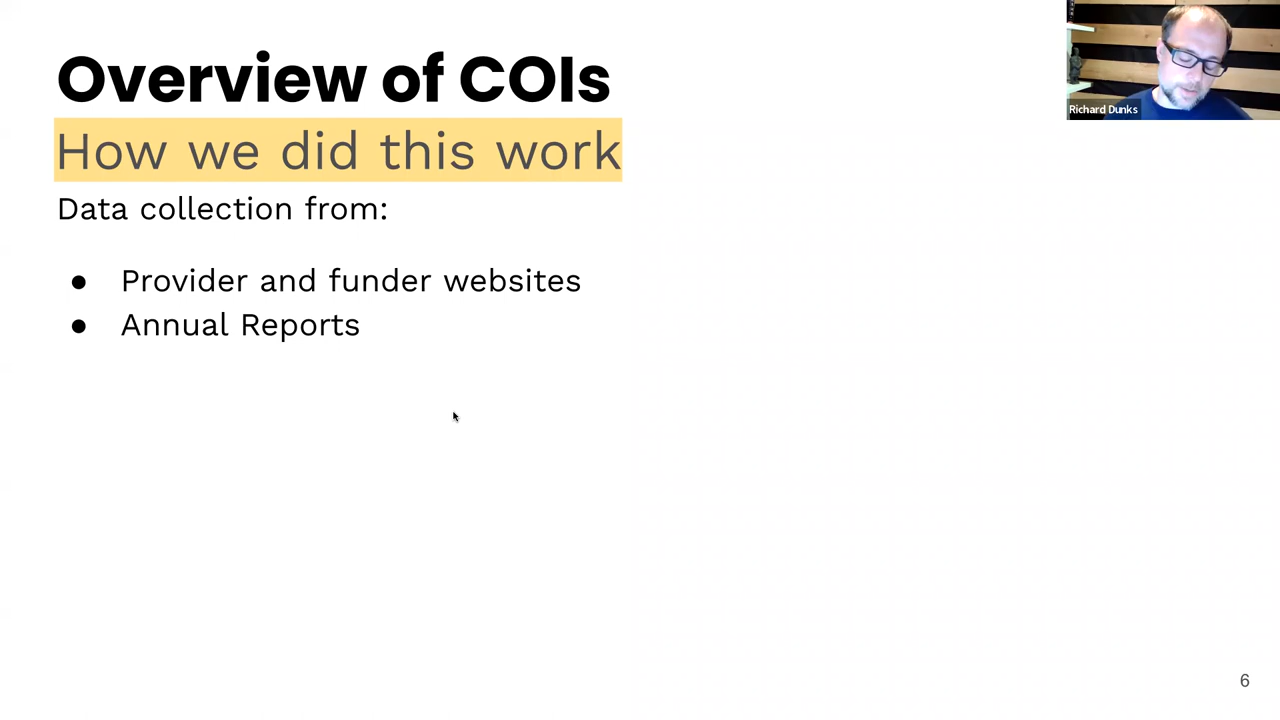 Overview of COIs
How we did this work
Data collection from:
● Provider and funder websites
● Annual Reports
Richard Dunks
6